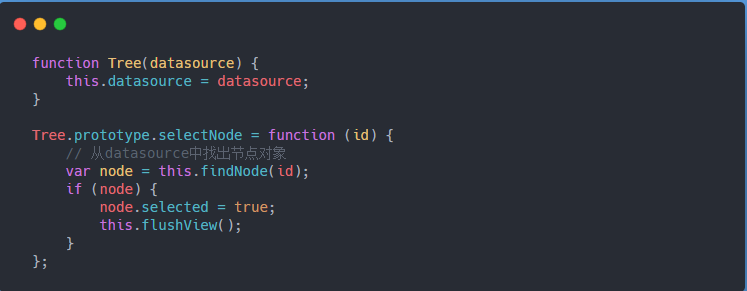 function Tree(datasource) {
    this.datasource = datasource;
}

Tree.prototype.selectNode = function (id) {
    // 从datasource中找出节点对象
    var node = this.findNode(id);
    if (node) {
        node.selected = true;
        this.flushView();
    }
};